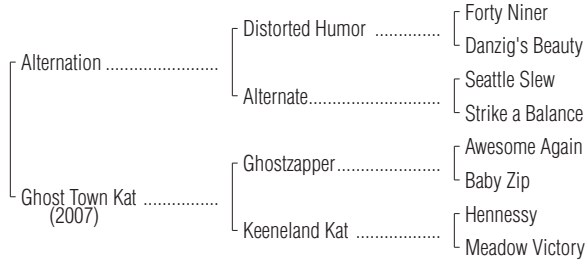 Forty Niner
Distorted Humor ................
Danzig's Beauty
Alternation .......................
Seattle Slew
Alternate...........................
Strike a Balance
Awesome Again
Ghostzapper.....................
Baby Zip
Ghost Town Kat ...............
(2007)
Hennessy
Keeneland Kat ..................
Meadow Victory